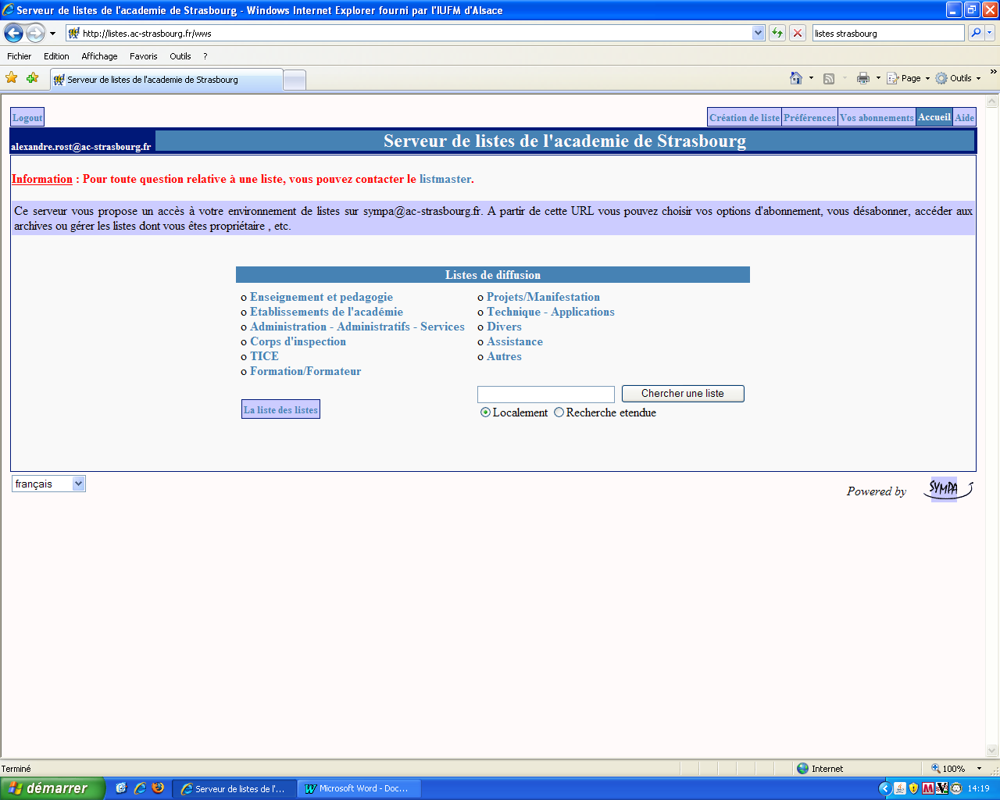 Serveur de listes de l'academie de Strasbourg - Windows Internet Explorer fourni par l'IUFM d'Alsace
http://listes.ac-strasbourg.fr/wws
listes strasbourg
Fichier Edition Affichage Favoris Outils ?
Serveur de listes de l'academie de Strasbourg
Page Outils »
Logout
Création de liste Préférences Vos abonnements Accueil Aide
alexandre.rost@ac-strasbourg.fr
Serveur de listes de l'academie de Strasbourg
Information : Pour toute question relative à une liste, vous pouvez contacter le listmaster.
Ce serveur vous propose un accès à votre environnement de listes sur sympa@ac-strasbourg.fr. A partir de cette URL vous pouvez choisir vos options d'abonnement, vous désabonner, accéder aux
archives ou gérer les listes dont vous êtes propriétaire , etc.
Listes de diffusion
o Enseignement et pedagogie
o Etablissements de l'académie
o Administration - Administratifs - Services
o Corps d'inspection
o TICE
o Formation/Formateur
o Projets/Manifestation
o Technique - Applications
o Divers
o Assistance
o Autres
La liste des listes
Chercher une liste
Localement Recherche etendue
français
Powered by SYMPA
Terminé
Internet
100%
démarrer
Serveur de listes de l'...
Microsoft Word - Doc...
14:19